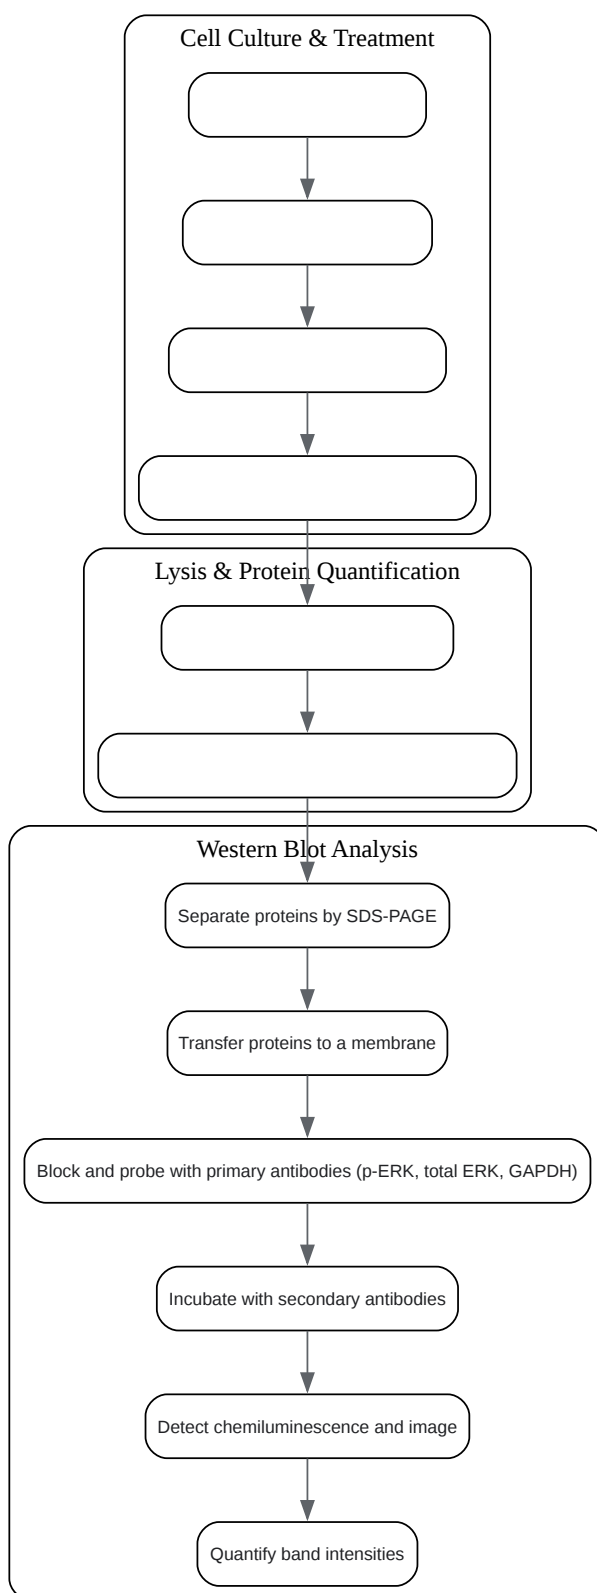 Cell Culture & Treatment
Lysis & Protein Quantification
Western Blot Analysis
Separate proteins by SDS-PAGE
Transfer proteins to a membrane
Block and probe with primary antibodies (p-ERK, total ERK, GAPDH)
Incubate with secondary antibodies
Detect chemiluminescence and image
Quantify band intensities